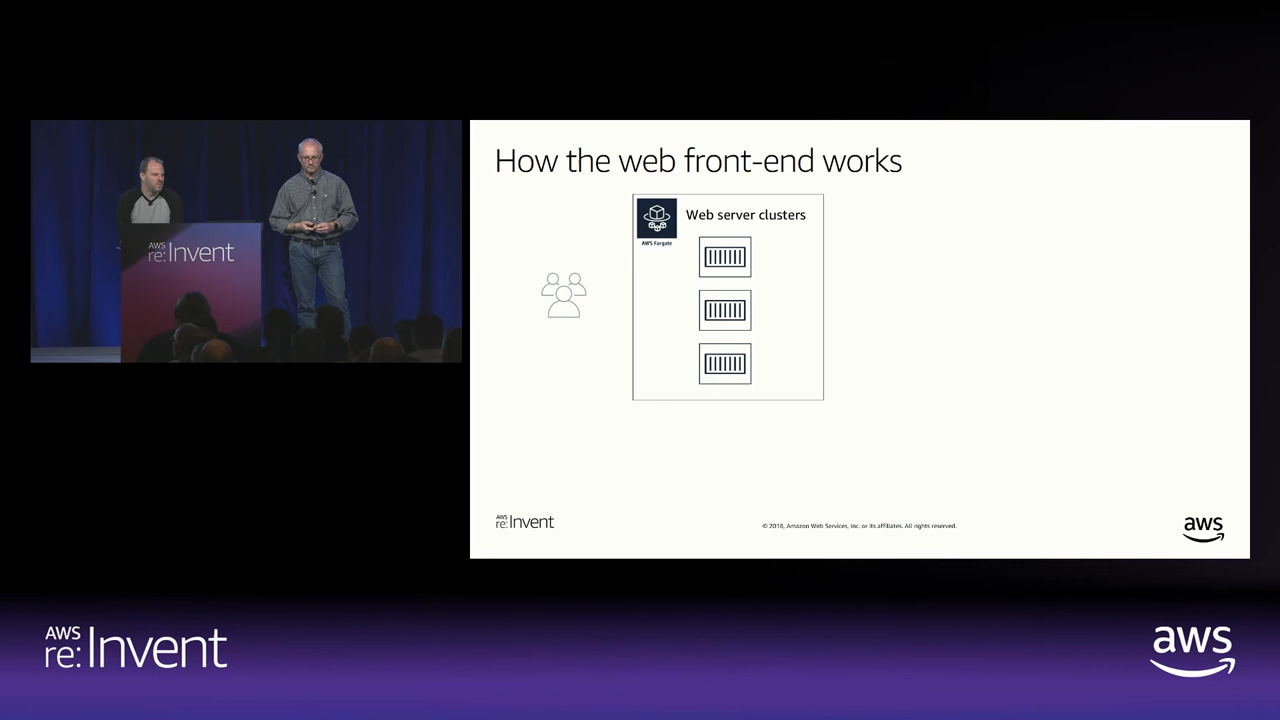 How the web front-end works
Web server clusters
AWS Fargate
AWS
re:Invent
AWS
re:Invent
© 2018, Amazon Web Services, Inc. or its affiliates. All rights reserved.
aws
AWS
re:Invent
aws